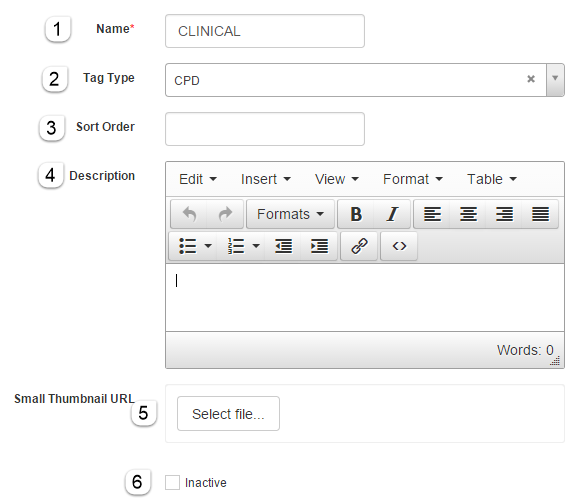 1 Name* CLINICAL
2 Tag Type CPD
3 Sort Order
4 Description Edit Insert View Format Table
Formats B I
Words: 0
Small Thumbnail URL
5 Select file...
6 Inactive